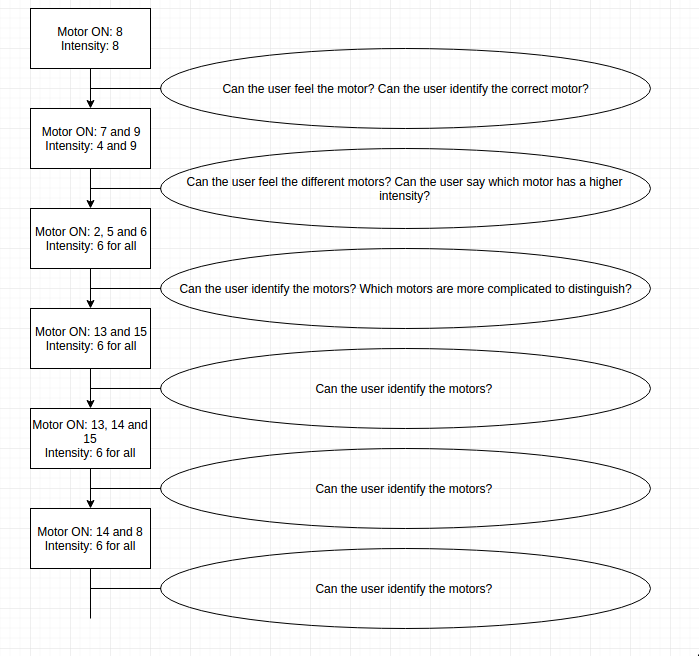 Motor ON: 8
Intensity: 8
Can the user feel the motor? Can the user identify the correct motor?
Motor ON: 7 and 9
Intensity: 4 and 9
Can the user feel the different motors? Can the user say which motor has a higher
intensity?
Motor ON: 2, 5 and 6
Intensity: 6 for all
Can the user identify the motors? Which motors are more complicated to distinguish?
Motor ON: 13 and 15
Intensity: 6 for all
Can the user identify the motors?
Motor ON: 13, 14 and
15
Intensity: 6 for all
Can the user identify the motors?
Motor ON: 14 and 8
Intensity: 6 for all
Can the user identify the motors?